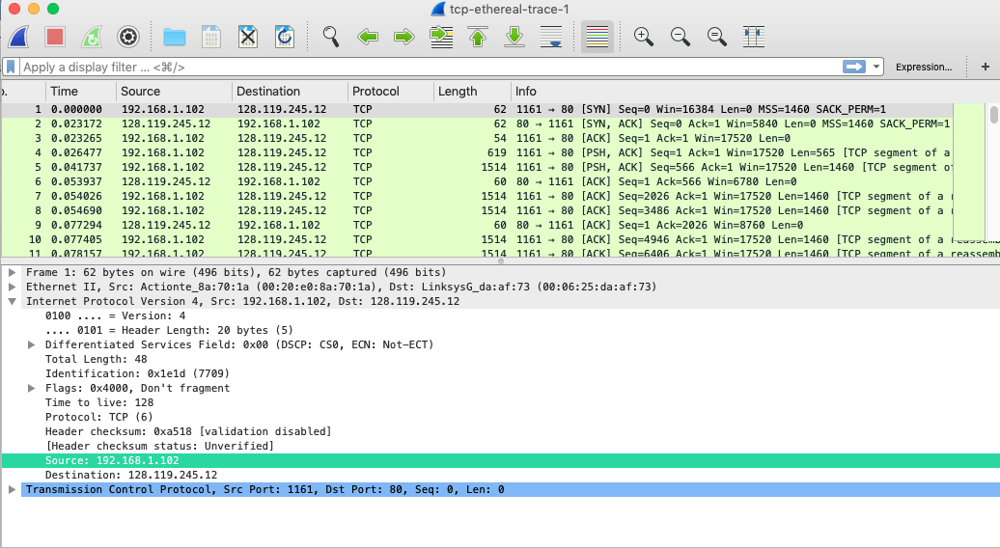 tcp-ethereal-trace-1
Apply a display filter ... <⌘/>
Expression...
+
Time Source Destination Protocol Length Info
1 0.000000 192.168.1.102 128.119.245.12 TCP 62 1161 → 80 [SYN] Seq=0 Win=16384 Len=0 MSS=1460 SACK_PERM=1
2 0.023172 128.119.245.12 192.168.1.102 TCP 62 80 → 1161 [SYN, ACK] Seq=0 Ack=1 Win=5840 Len=0 MSS=1460 SACK_PERM=1
3 0.023265 192.168.1.102 128.119.245.12 TCP 54 1161 → 80 [ACK] Seq=1 Ack=1 Win=17520 Len=0
4 0.026477 192.168.1.102 128.119.245.12 TCP 619 1161 → 80 [PSH, ACK] Seq=1 Ack=1 Win=17520 Len=565 [TCP segment of a
5 0.041737 192.168.1.102 128.119.245.12 TCP 1514 1161 → 80 [PSH, ACK] Seq=566 Ack=1 Win=17520 Len=1460 [TCP segment of
6 0.053937 128.119.245.12 192.168.1.102 TCP 60 80 → 1161 [ACK] Seq=1 Ack=566 Win=6780 Len=0
7 0.054026 192.168.1.102 128.119.245.12 TCP 1514 1161 → 80 [ACK] Seq=2026 Ack=1 Win=17520 Len=1460 [TCP segment of a
8 0.054690 192.168.1.102 128.119.245.12 TCP 1514 1161 → 80 [ACK] Seq=3486 Ack=1 Win=17520 Len=1460 [TCP segment of a
9 0.077294 128.119.245.12 192.168.1.102 TCP 60 80 → 1161 [ACK] Seq=1 Ack=2026 Win=8760 Len=0
10 0.077405 192.168.1.102 128.119.245.12 TCP 1514 1161 → 80 [ACK] Seq=4946 Ack=1 Win=17520 Len=1460 [TCP segment of a
11 0.078157 192.168.1.102 128.119.245.12 TCP 1514 1161 → 80 [ACK] Seq=6406 Ack=1 Win=17520 Len=1460 [TCP segment of a reassemb
Frame 1: 62 bytes on wire (496 bits), 62 bytes captured (496 bits)
Ethernet II, Src: Actionte_8a:70:1a (00:20:e0:8a:70:1a), Dst: LinksysG_da:af:73 (00:06:25:da:af:73)
Internet Protocol Version 4, Src: 192.168.1.102, Dst: 128.119.245.12
0100 .... = Version: 4
.... 0101 = Header Length: 20 bytes (5)
Differentiated Services Field: 0x00 (DSCP: CS0, ECN: Not-ECT)
Total Length: 48
Identification: 0x1e1d (7709)
Flags: 0x4000, Don't fragment
Time to live: 128
Protocol: TCP (6)
Header checksum: 0xa518 [validation disabled]
[Header checksum status: Unverified]
Source: 192.168.1.102
Destination: 128.119.245.12
Transmission Control Protocol, Src Port: 1161, Dst Port: 80, Seq: 0, Len: 0